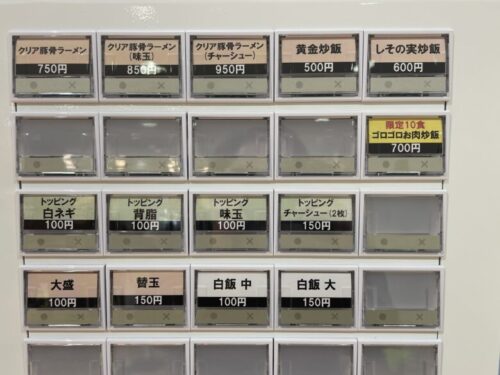 クリア豚骨ラーメン
750円
クリア豚骨ラーメン
(味玉)
850円
クリア豚骨ラーメン
(チャーシュー)
950円
黄金炒飯
500円
しその実炒飯
600円
限定10食
ゴロゴロお肉炒飯
700円
トッピング
白ネギ
100円
トッピング
背脂
100円
トッピング
味玉
100円
トッピング
チャーシュー(2枚)
150円
大盛
100円
替玉
150円
白飯 中
100円
白飯 大
150円